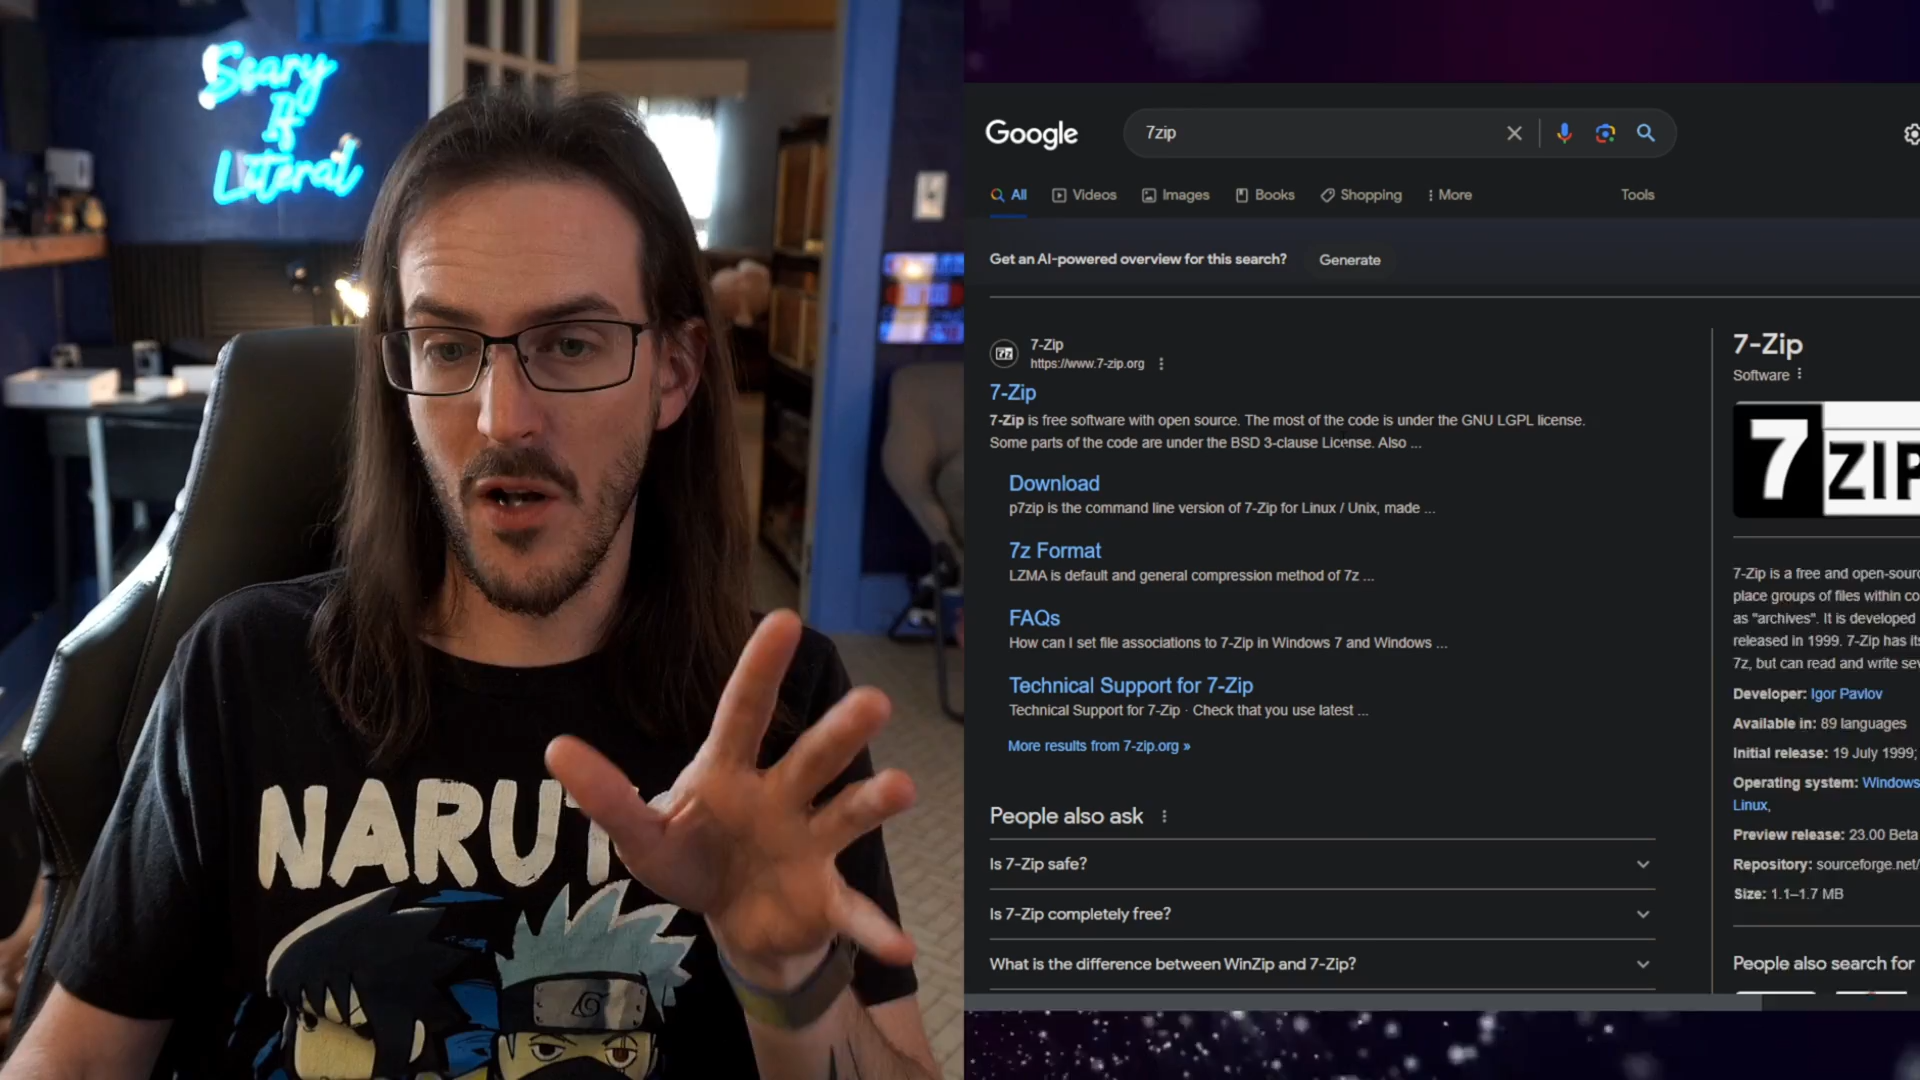 Scary
Is
Literal
NARUT
Google
7zip
All
Videos
Images
Books
Shopping
More
Tools
Get an AI-powered overview for this search?
Generate
7-Zip
https://www.7-zip.org
7-Zip
7-Zip is free software with open source. The most of the code is under the GNU LGPL license.
Some parts of the code are under the BSD 3-clause License. Also ...
Download
p7zip is the command line version of 7-Zip for Linux / Unix, made ...
7z Format
LZMA is default and general compression method of 7z ...
FAQs
How can I set file associations to 7-Zip in Windows 7 and Windows ...
Technical Support for 7-Zip
Technical Support for 7-Zip · Check that you use latest ...
More results from 7-zip.org »
People also ask
Is 7-Zip safe?
Is 7-Zip completely free?
What is the difference between WinZip and 7-Zip?
7-Zip
Software
7 ZIP
7-Zip is a free and open-sourc
place groups of files within co
as "archives". It is developed
released in 1999. 7-Zip has its
7z, but can read and write sev
Developer: Igor Pavlov
Available in: 89 languages
Initial release: 19 July 1999;
Operating system: Windows
Linux,
Preview release: 23.00 Beta
Repository: sourceforge.net/
Size: 1.1–1.7 MB
People also search for